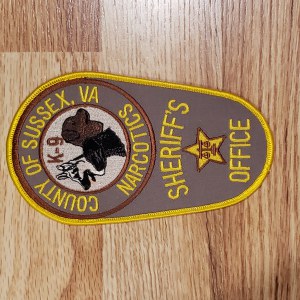 COUNTY OF SUSSEX, VA
K-9
NARCOTICS
SHERIFF'S
OFFICE